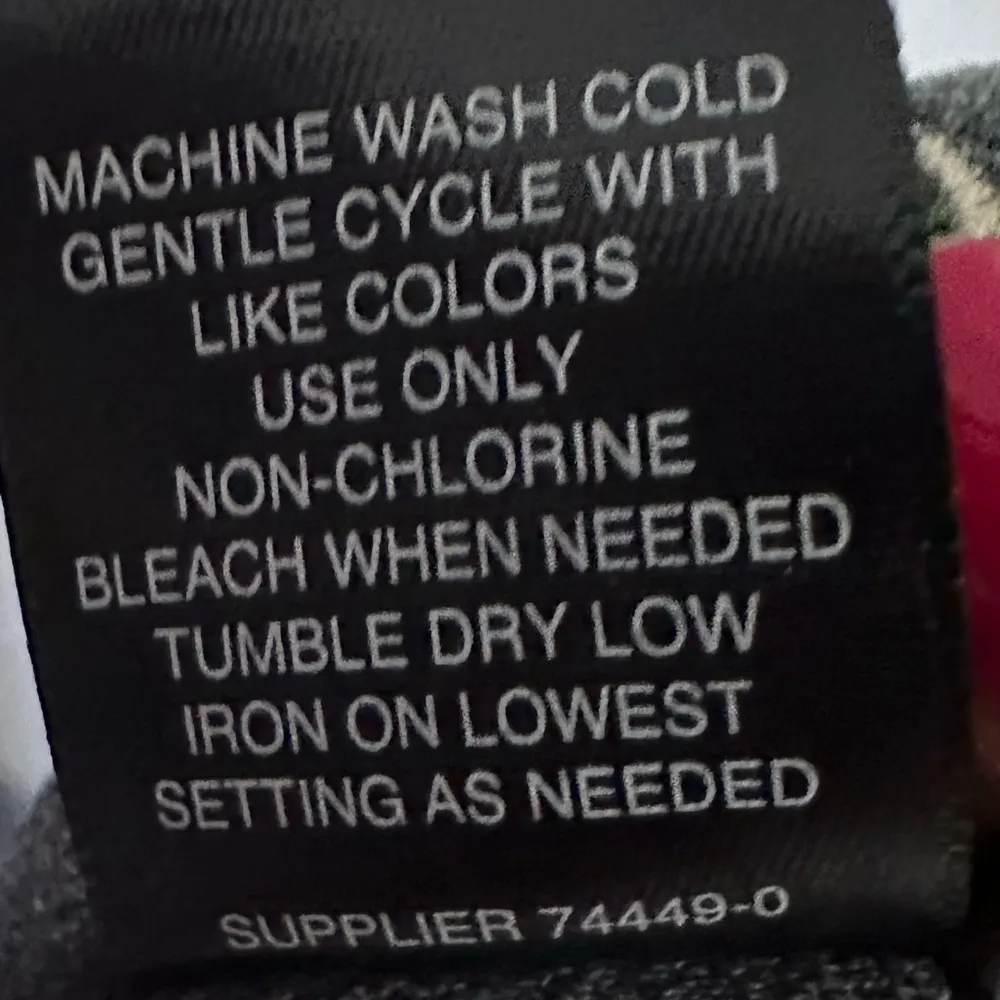 MACHINE WASH COLD
GENTLE CYCLE WITH
LIKE COLORS
USE ONLY
NON-CHLORINE
BLEACH WHEN NEEDED
TUMBLE DRY LOW
IRON ON LOWEST
SETTING AS NEEDED
SUPPLIER 74449-0